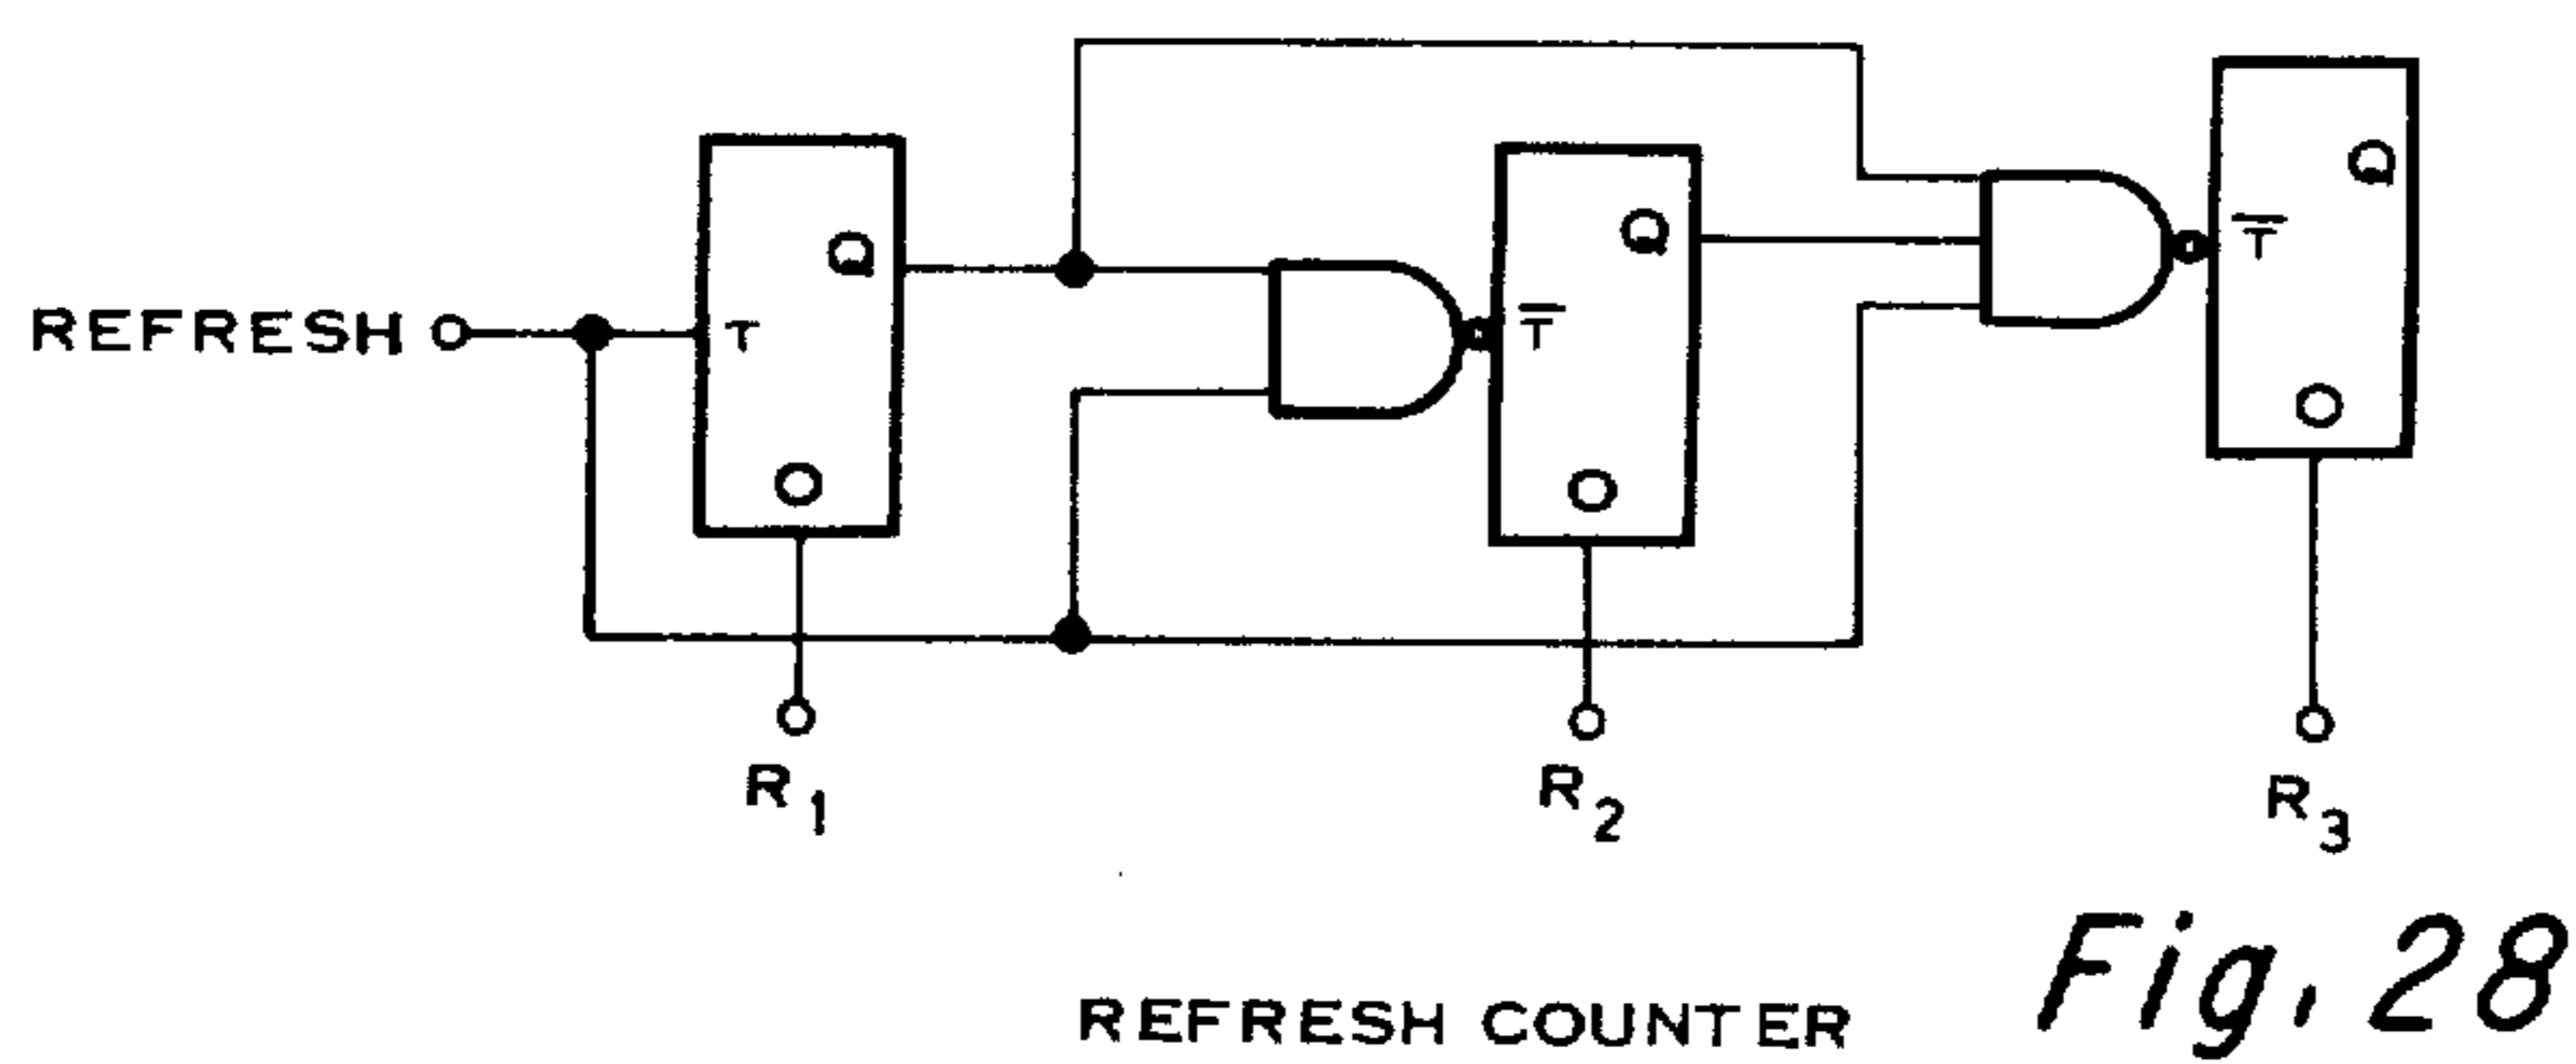 Q
Q
Q
T̅
REFRESH
T
T̅
O
O
O
R1
R2
R3
REFRESH COUNTER
Fig. 28